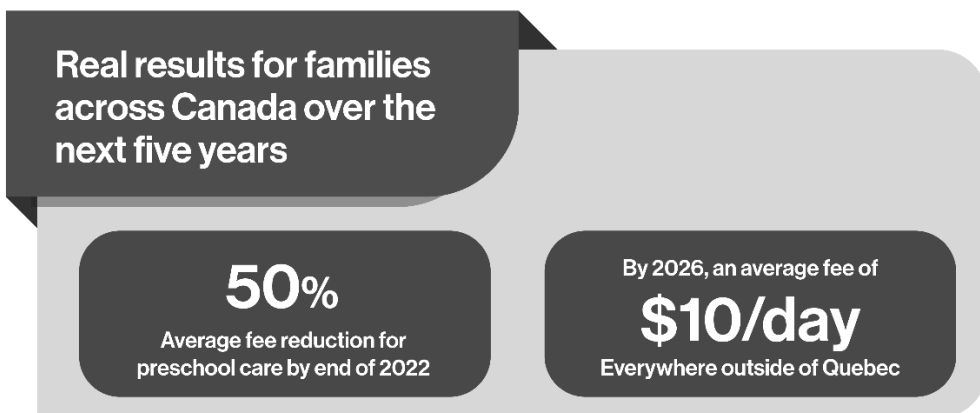 Real results for families
across Canada over the
next five years
50%
Average fee reduction for
preschool care by end of 2022
By 2026, an average fee of
$10/day
Everywhere outside of Quebec